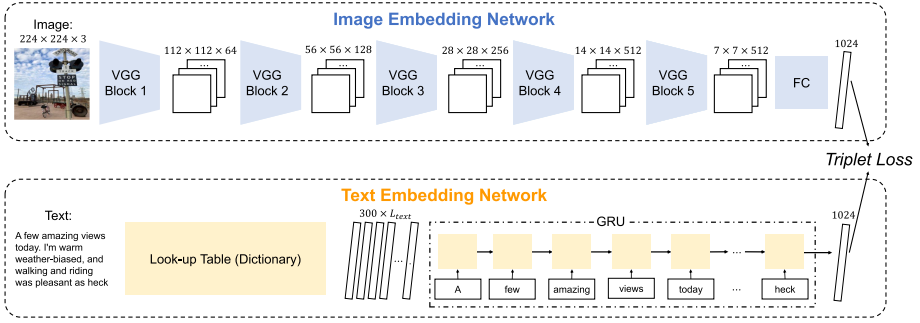 Image Embedding Network
Image:
224 × 224 × 3
VGG
Block 1
112 × 112 × 64
...
VGG
Block 2
56 × 56 × 128
...
VGG
Block 3
28 × 28 × 256
...
VGG
Block 4
14 × 14 × 512
...
VGG
Block 5
7 × 7 × 512
...
FC
1024
Triplet Loss
Text Embedding Network
Text:
A few amazing views
today. I'm warm
weather-biased, and
walking and riding
was pleasant as heck
Look-up Table (Dictionary)
300 × L_text
...
GRU
...
A
few
amazing
views
today
...
heck
1024